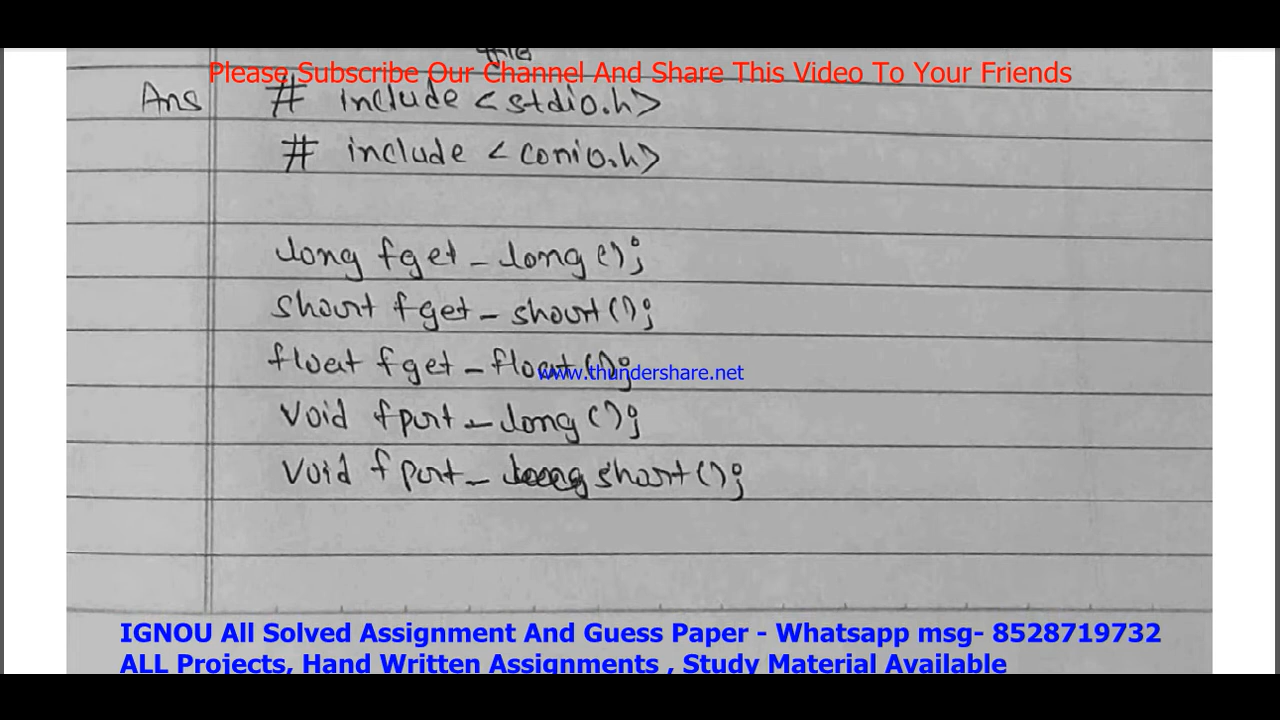 Please Subscribe Our Channel And Share This Video To Your Friends
Ans # include <stdio.h>
# include <conio.h>
long fget_long();
short fget_short();
float fget_float();
www.thundershare.net
void fput_long();
void fput_short();
IGNOU All Solved Assignment And Guess Paper - Whatsapp msg- 8528719732
ALL Projects, Hand Written Assignments , Study Material Available